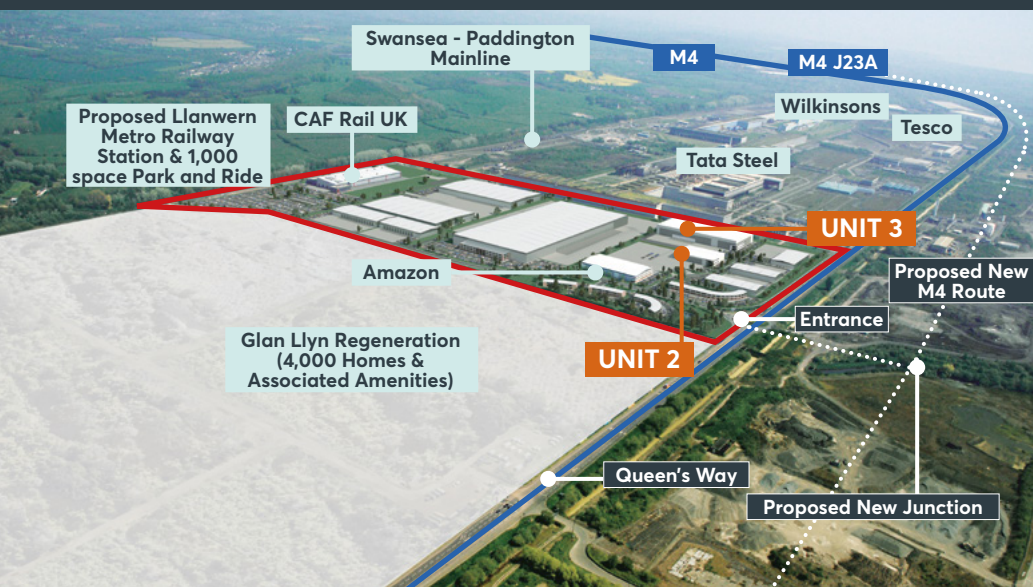 Swansea - Paddington
Mainline
M4
M4 J23A
Proposed Llanwern
Metro Railway
Station & 1,000
space Park and Ride
CAF Rail UK
Wilkinsons
Tesco
Tata Steel
UNIT 3
Amazon
Proposed New
M4 Route
Entrance
Glan Llyn Regeneration
(4,000 Homes &
Associated Amenities)
UNIT 2
Queen's Way
Proposed New Junction